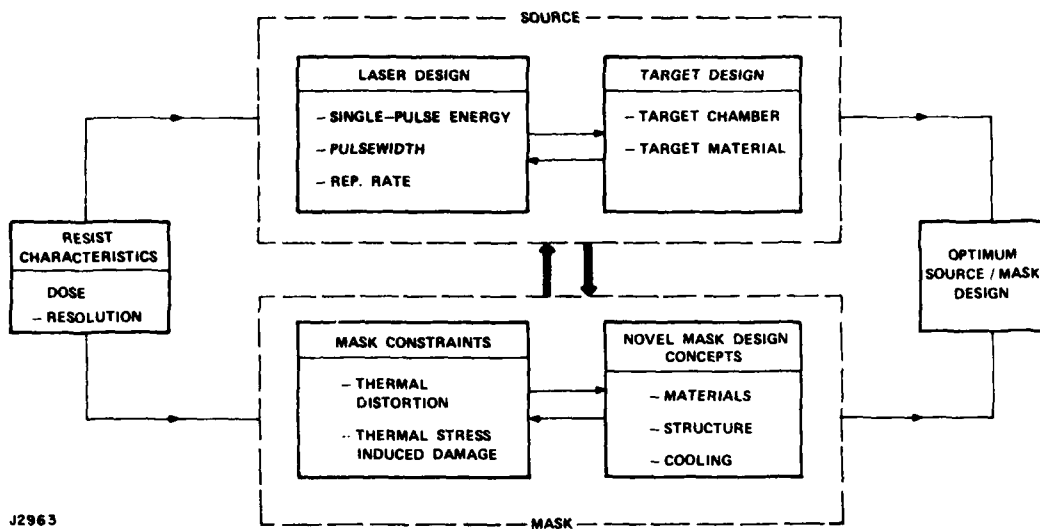 SOURCE
LASER DESIGN
– SINGLE–PULSE ENERGY
– PULSEWIDTH
– REP. RATE
TARGET DESIGN
– TARGET CHAMBER
– TARGET MATERIAL
RESIST
CHARACTERISTICS
DOSE
– RESOLUTION
OPTIMUM
SOURCE / MASK
DESIGN
MASK CONSTRAINTS
– THERMAL
DISTORTION
– THERMAL STRESS
INDUCED DAMAGE
NOVEL MASK DESIGN
CONCEPTS
– MATERIALS
– STRUCTURE
– COOLING
MASK
J2963